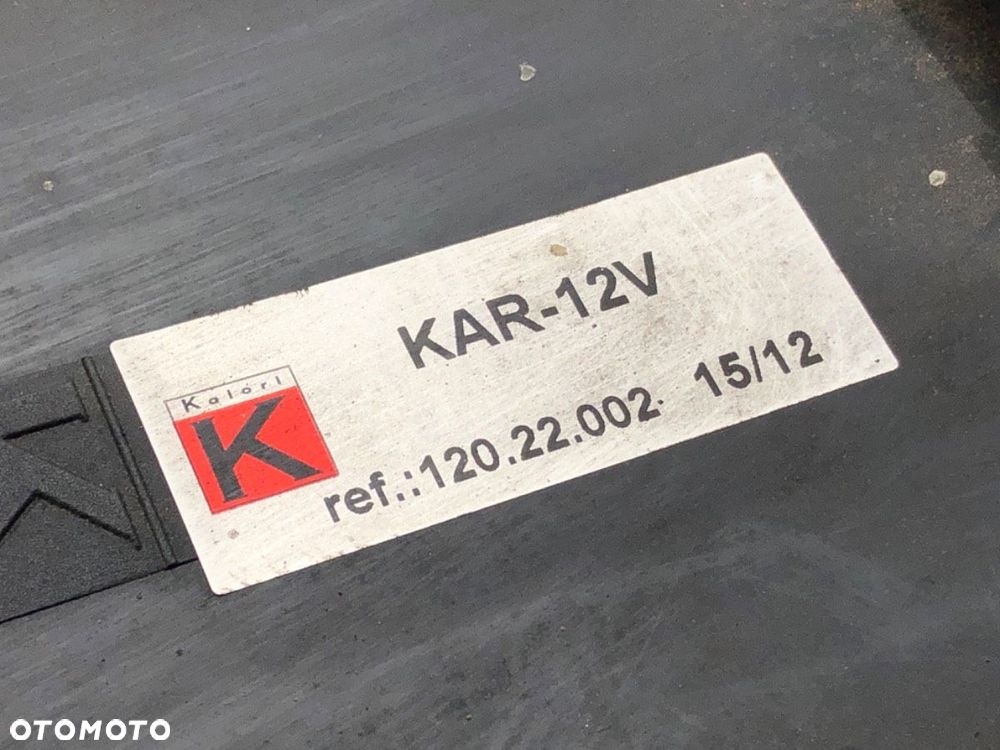 KAR-12V
Kalori
K
ref.:120.22.002 15/12
OTOMOTO